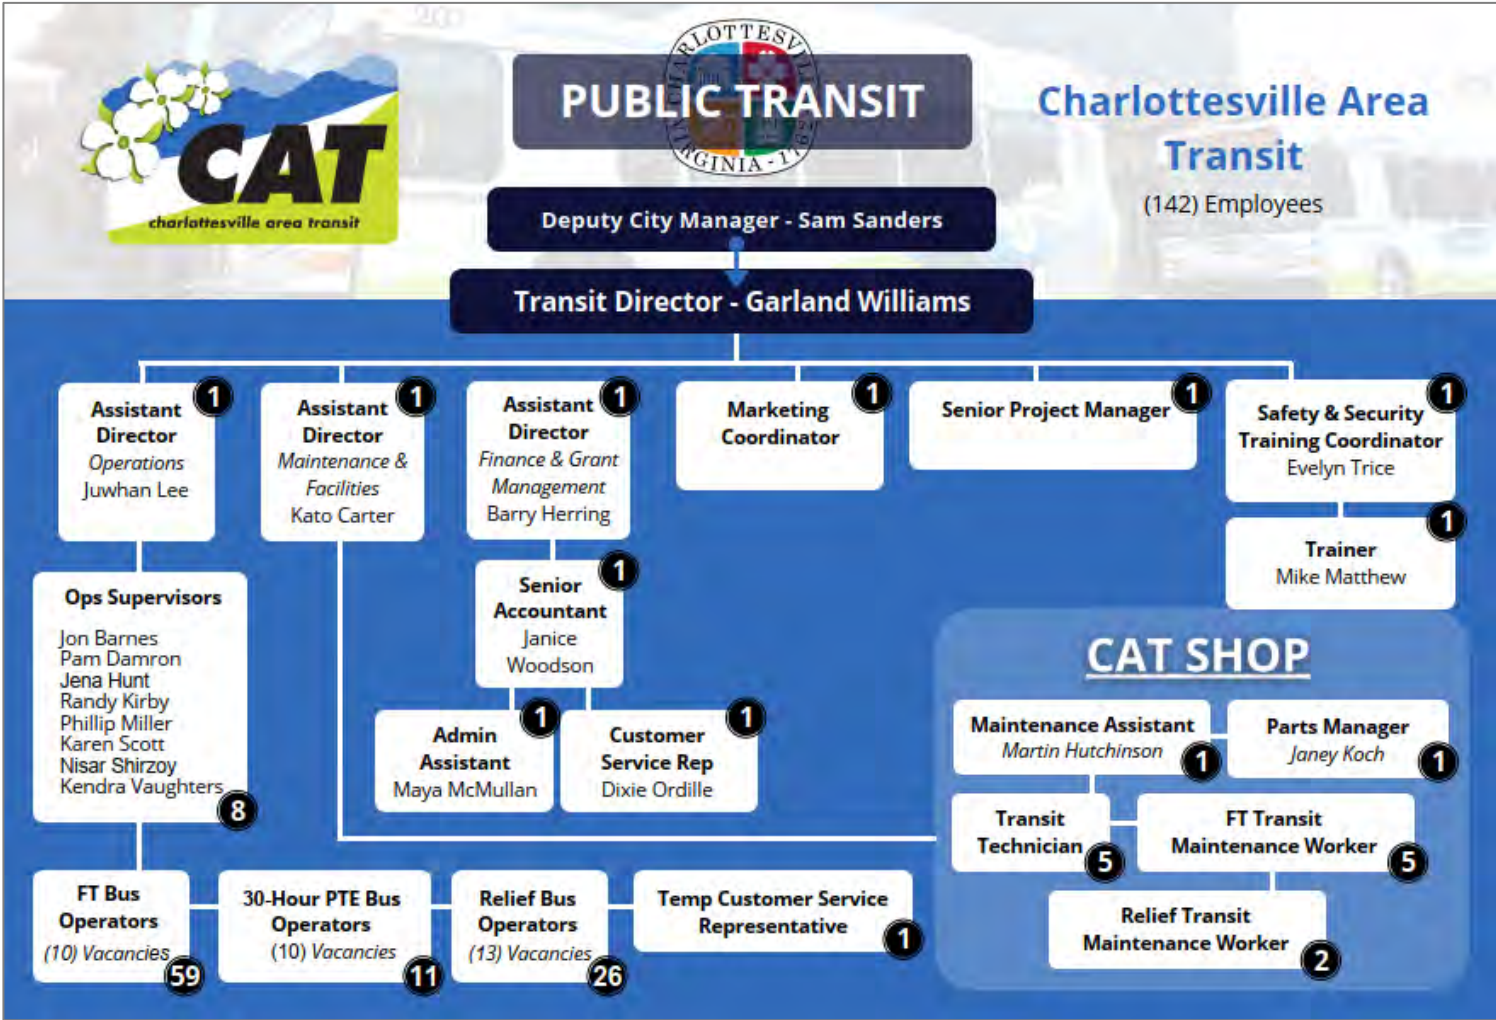 CHARLOTTESVILLE
VIRGINIA - 1762
PUBLIC TRANSIT
CAT
charlottesville area transit
Charlottesville Area
Transit
(142) Employees
Deputy City Manager - Sam Sanders
Transit Director - Garland Williams
1
Assistant
Director
Operations
Juwhan Lee
1
Assistant
Director
Maintenance &
Facilities
Kato Carter
1
Assistant
Director
Finance & Grant
Management
Barry Herring
1
Marketing
Coordinator
1
Senior Project Manager
1
Safety & Security
Training Coordinator
Evelyn Trice
1
Trainer
Mike Matthew
Ops Supervisors
Jon Barnes
Pam Damron
Jena Hunt
Randy Kirby
Phillip Miller
Karen Scott
Nisar Shirzoy
Kendra Vaughters
8
1
Senior
Accountant
Janice
Woodson
1
Admin
Assistant
Maya McMullan
1
Customer
Service Rep
Dixie Ordille
CAT SHOP
Maintenance Assistant
Martin Hutchinson
1
Parts Manager
Janey Koch
1
Transit
Technician
5
FT Transit
Maintenance Worker
5
Relief Transit
Maintenance Worker
2
FT Bus
Operators
(10) Vacancies
59
30-Hour PTE Bus
Operators
(10) Vacancies
11
Relief Bus
Operators
(13) Vacancies
26
Temp Customer Service
Representative
1